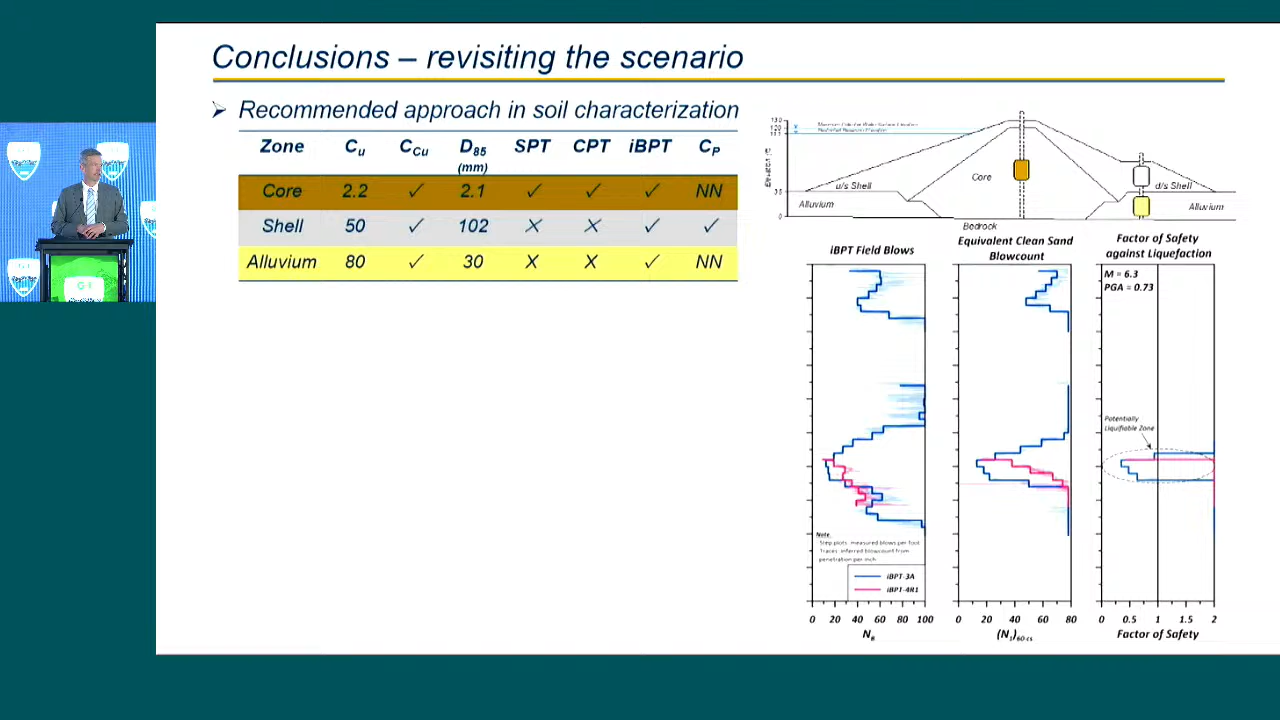 Conclusions – revisiting the scenario
➢ Recommended approach in soil characterization
Zone Cu CCu D85 (mm) SPT CPT iBPT CP
Core 2.2 ✓ 2.1 ✓ ✓ ✓ NN
Shell 50 ✓ 102 X X ✓ ✓
Alluvium 80 ✓ 30 X X ✓ NN
Core
u/s Shell
d/s Shell
Alluvium
Alluvium
Bedrock
iBPT Field Blows
Equivalent Clean Sand
Blowcount
Factor of Safety
against Liquefaction
M = 6.3
PGA = 0.73
Potentially
Liquifiable Zone
Note.
Step plots: measured blows per foot
Traces: inferred blowcount from
penetration per inch
iBPT-3A
iBPT-4R1
0 20 40 60 80 100
0 20 40 60 80
0 0.5 1 1.5 2
NB
(N1)60-cs
Factor of Safety